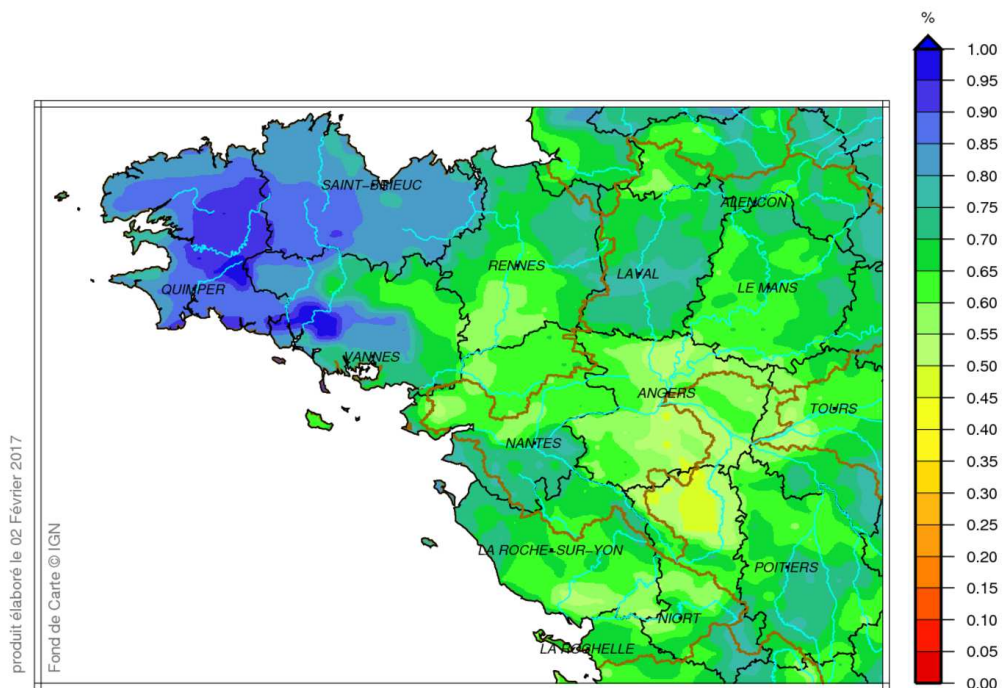 %
1.00
0.95
0.90
0.85
0.80
0.75
0.70
0.65
0.60
0.55
0.50
0.45
0.40
0.35
0.30
0.25
0.20
0.15
0.10
0.05
0.00
SAINT-BRIEUC
ALENCON
RENNES
LAVAL
QUIMPER
LE MANS
VANNES
ANGERS
TOURS
NANTES
LA ROCHE-SUR-YON
POITIERS
NIORT
LA ROCHELLE
produit élaboré le 02 Février 2017
Fond de Carte © IGN